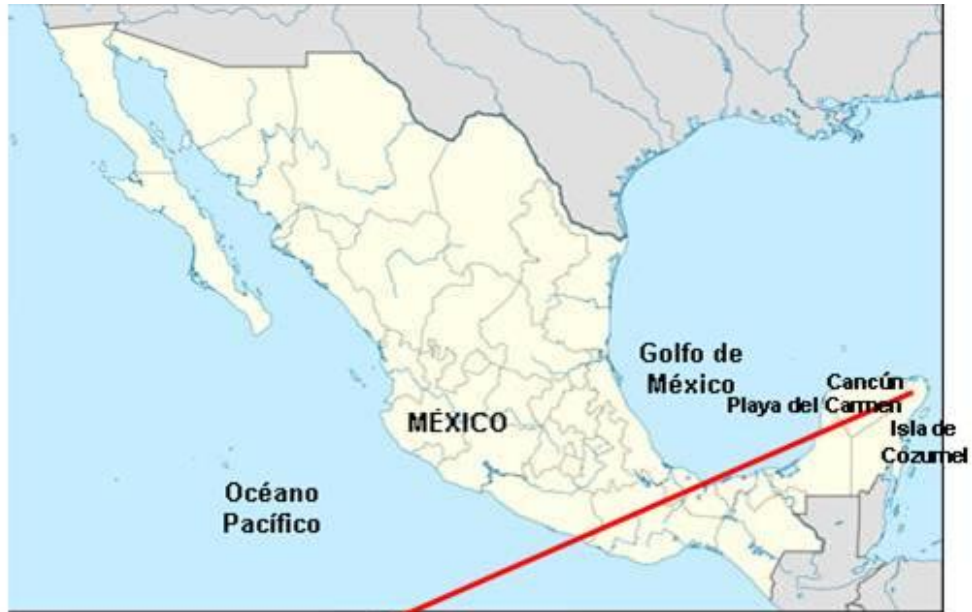 Golfo de
México
Cancún
Playa del Carmen
Isla de
Cozumel
MÉXICO
Océano
Pacífico